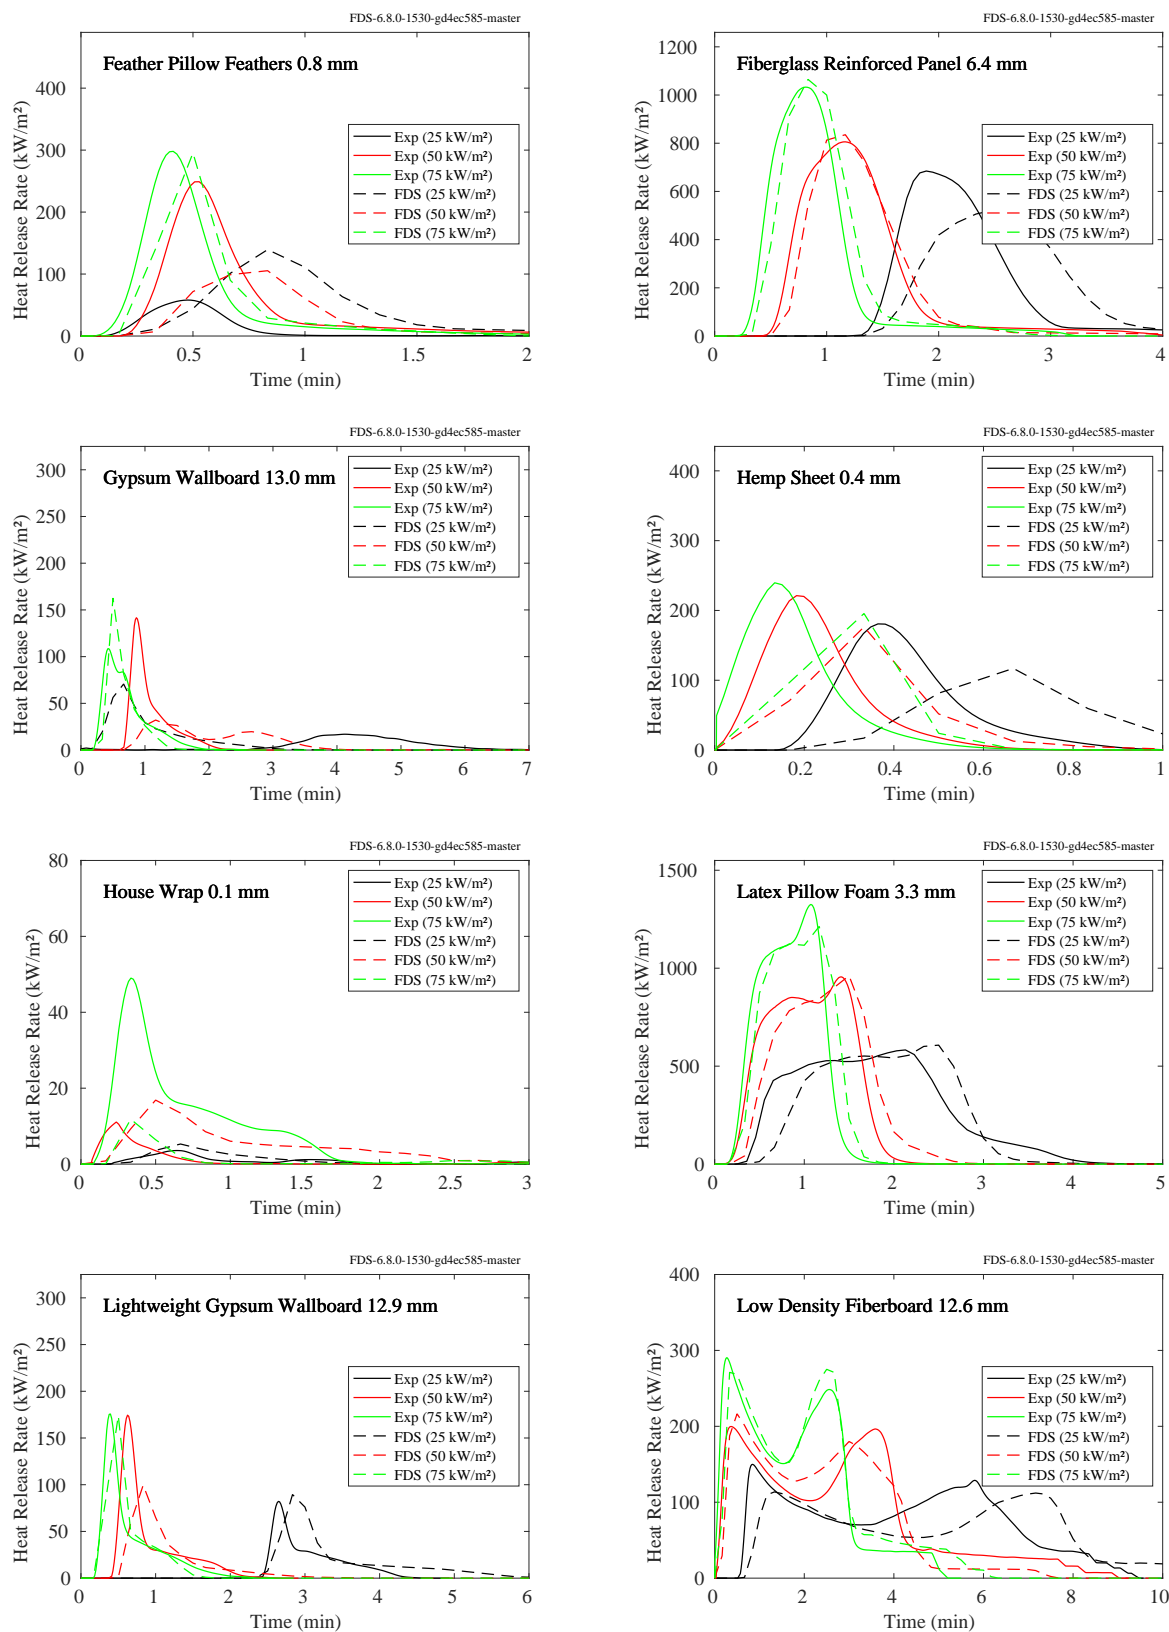 FDS-6.8.0-1530-gd4ec585-master
Feather Pillow Feathers 0.8 mm
Heat Release Rate (kW/m²)
400
300
200
100
0
Exp (25 kW/m²)
Exp (50 kW/m²)
Exp (75 kW/m²)
FDS (25 kW/m²)
FDS (50 kW/m²)
FDS (75 kW/m²)
0 0.5 1 1.5 2
Time (min)
FDS-6.8.0-1530-gd4ec585-master
Fiberglass Reinforced Panel 6.4 mm
Heat Release Rate (kW/m²)
1200
1000
800
600
400
200
0
Exp (25 kW/m²)
Exp (50 kW/m²)
Exp (75 kW/m²)
FDS (25 kW/m²)
FDS (50 kW/m²)
FDS (75 kW/m²)
0 1 2 3 4
Time (min)
FDS-6.8.0-1530-gd4ec585-master
Gypsum Wallboard 13.0 mm
Heat Release Rate (kW/m²)
300
250
200
150
100
50
0
Exp (25 kW/m²)
Exp (50 kW/m²)
Exp (75 kW/m²)
FDS (25 kW/m²)
FDS (50 kW/m²)
FDS (75 kW/m²)
0 1 2 3 4 5 6 7
Time (min)
FDS-6.8.0-1530-gd4ec585-master
Hemp Sheet 0.4 mm
Heat Release Rate (kW/m²)
400
300
200
100
0
Exp (25 kW/m²)
Exp (50 kW/m²)
Exp (75 kW/m²)
FDS (25 kW/m²)
FDS (50 kW/m²)
FDS (75 kW/m²)
0 0.2 0.4 0.6 0.8 1
Time (min)
FDS-6.8.0-1530-gd4ec585-master
House Wrap 0.1 mm
Heat Release Rate (kW/m²)
80
60
40
20
0
Exp (25 kW/m²)
Exp (50 kW/m²)
Exp (75 kW/m²)
FDS (25 kW/m²)
FDS (50 kW/m²)
FDS (75 kW/m²)
0 0.5 1 1.5 2 2.5 3
Time (min)
FDS-6.8.0-1530-gd4ec585-master
Latex Pillow Foam 3.3 mm
Heat Release Rate (kW/m²)
1500
1000
500
0
Exp (25 kW/m²)
Exp (50 kW/m²)
Exp (75 kW/m²)
FDS (25 kW/m²)
FDS (50 kW/m²)
FDS (75 kW/m²)
0 1 2 3 4 5
Time (min)
FDS-6.8.0-1530-gd4ec585-master
Lightweight Gypsum Wallboard 12.9 mm
Heat Release Rate (kW/m²)
300
250
200
150
100
50
0
Exp (25 kW/m²)
Exp (50 kW/m²)
Exp (75 kW/m²)
FDS (25 kW/m²)
FDS (50 kW/m²)
FDS (75 kW/m²)
0 1 2 3 4 5 6
Time (min)
FDS-6.8.0-1530-gd4ec585-master
Low Density Fiberboard 12.6 mm
Heat Release Rate (kW/m²)
400
300
200
100
0
Exp (25 kW/m²)
Exp (50 kW/m²)
Exp (75 kW/m²)
FDS (25 kW/m²)
FDS (50 kW/m²)
FDS (75 kW/m²)
0 2 4 6 8 10
Time (min)